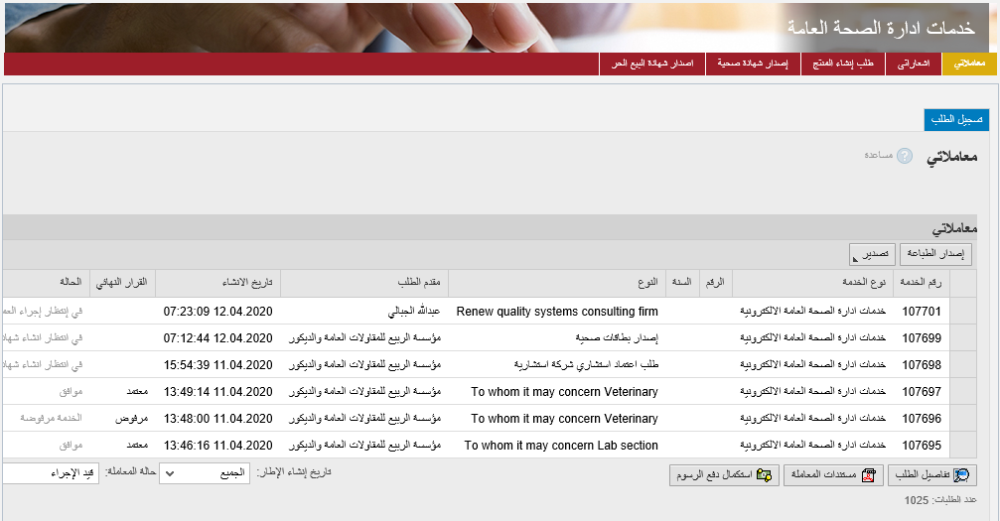 خدمات ادارة الصحة العامة
معاملاتي اشعاراتى طلب إنشاء المنتج إصدار شهادة صحية اصدار شهادة البيع الحر
تسجيل الطلب
معاملاتي ? مساعدة
معاملاتي
إصدار الطباعة تصدير
رقم الخدمة نوع الخدمة الرقم السنة النوع مقدم الطلب تاريخ الانشاء القرار النهائي الحالة
107701 خدمات ادارة الصحة العامة الالكترونية Renew quality systems consulting firm عبدالله الجبالي 12.04.2020 07:23:09 في إنتظار إجراء
107699 خدمات ادارة الصحة العامة الالكترونية إصدار بطاقات صحية مؤسسة الربيع للمقاولات العامة والديكور 12.04.2020 07:12:44 في انتظار انشاء
107698 خدمات ادارة الصحة العامة الالكترونية طلب اعتماد استشاري شركة استشارية مؤسسة الربيع للمقاولات العامة والديكور 11.04.2020 15:54:39 في انتظار انشاء
107697 خدمات ادارة الصحة العامة الالكترونية To whom it may concern Veterinary مؤسسة الربيع للمقاولات العامة والديكور 11.04.2020 13:49:14 معتمد موافق
107696 خدمات ادارة الصحة العامة الالكترونية To whom it may concern Veterinary مؤسسة الربيع للمقاولات العامة والديكور 11.04.2020 13:48:00 مرفوض الخدمة مرفوضة
107695 خدمات ادارة الصحة العامة الالكترونية To whom it may concern Lab section مؤسسة الربيع للمقاولات العامة والديكور 11.04.2020 13:46:16 معتمد موافق
تفاصيل الطلب مستندات المعاملة استكمال دفع الرسوم تاريخ إنشاء الإطار: الجميع حالة المعاملة: قيد الإجراء
عدد الطلبات: 1025